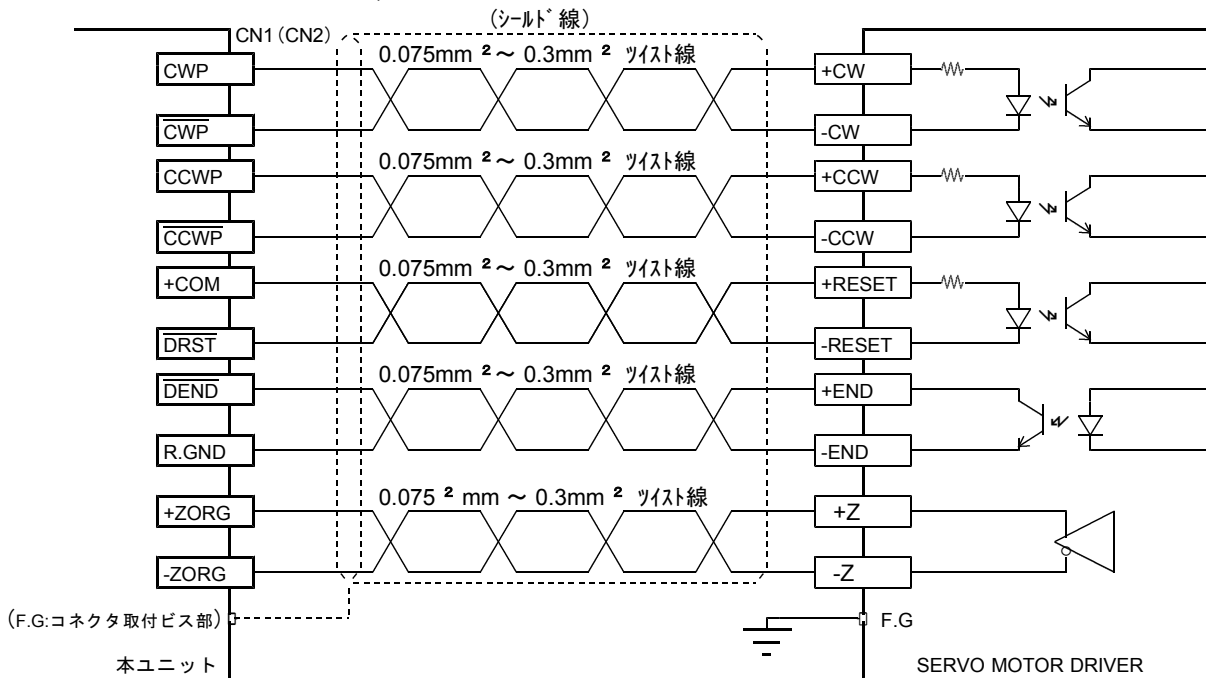 (シールド線)
CN1 (CN2)
0.075mm ²～ 0.3mm ² ツイスト線
CWP
+CW
CWP
-CW
0.075mm ²～ 0.3mm ² ツイスト線
CCWP
+CCW
CCWP
-CCW
0.075mm ²～ 0.3mm ² ツイスト線
+COM
+RESET
DRST
-RESET
0.075mm ²～ 0.3mm ² ツイスト線
DEND
+END
R.GND
-END
0.075 ² mm ～ 0.3mm ² ツイスト線
+ZORG
+Z
-ZORG
-Z
(F.G:コネクタ取付ビス部)
F.G
本ユニット
SERVO MOTOR DRIVER